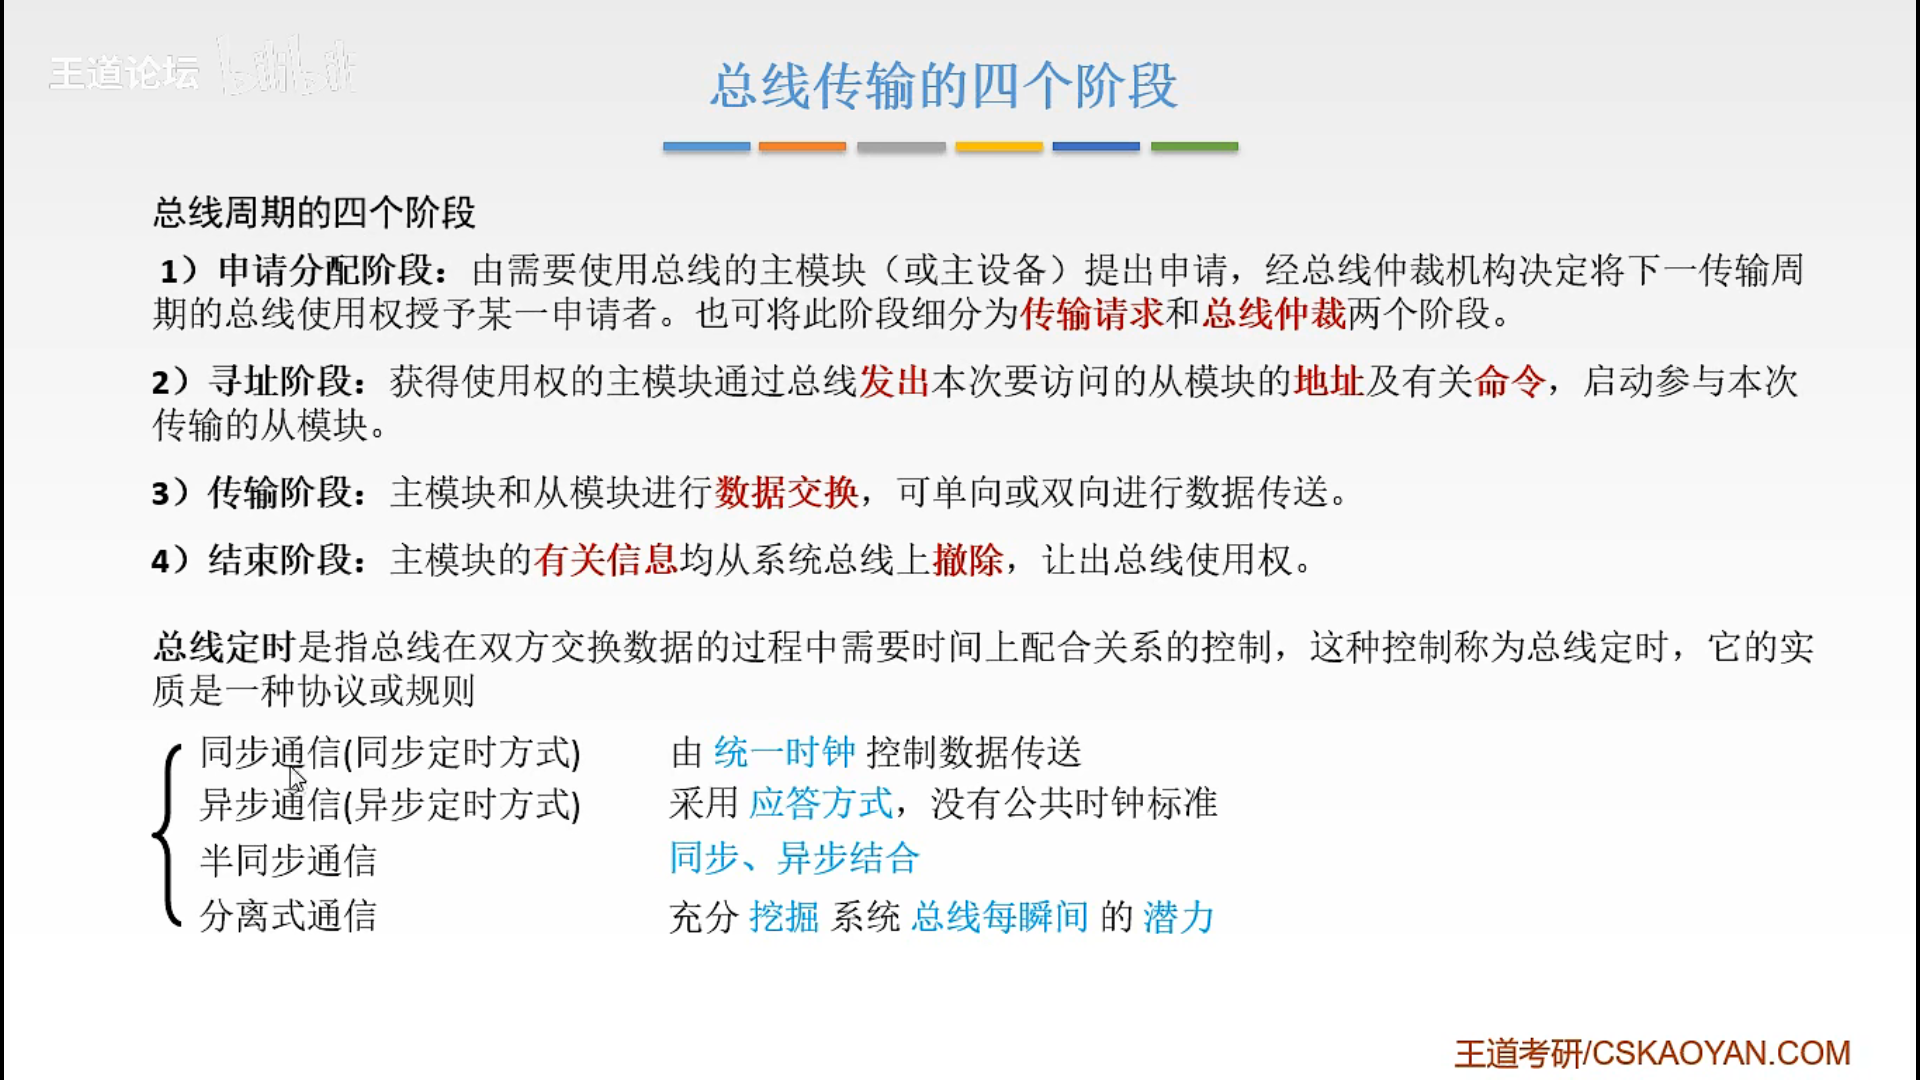 王道论坛 bilibili
总线传输的四个阶段
总线周期的四个阶段
1）申请分配阶段：由需要使用总线的主模块（或主设备）提出申请，经总线仲裁机构决定将下一传输周
期的总线使用权授予某一申请者。也可将此阶段细分为传输请求和总线仲裁两个阶段。
2）寻址阶段：获得使用权的主模块通过总线发出本次要访问的从模块的地址及有关命令，启动参与本次
传输的从模块。
3）传输阶段：主模块和从模块进行数据交换，可单向或双向进行数据传送。
4）结束阶段：主模块的有关信息均从系统总线上撤除，让出总线使用权。
总线定时是指总线在双方交换数据的过程中需要时间上配合关系的控制，这种控制称为总线定时，它的实
质是一种协议或规则
同步通信(同步定时方式) 由 统一时钟 控制数据传送
异步通信(异步定时方式) 采用 应答方式，没有公共时钟标准
半同步通信 同步、异步结合
分离式通信 充分 挖掘 系统 总线每瞬间 的 潜力
王道考研/CSKAOYAN.COM